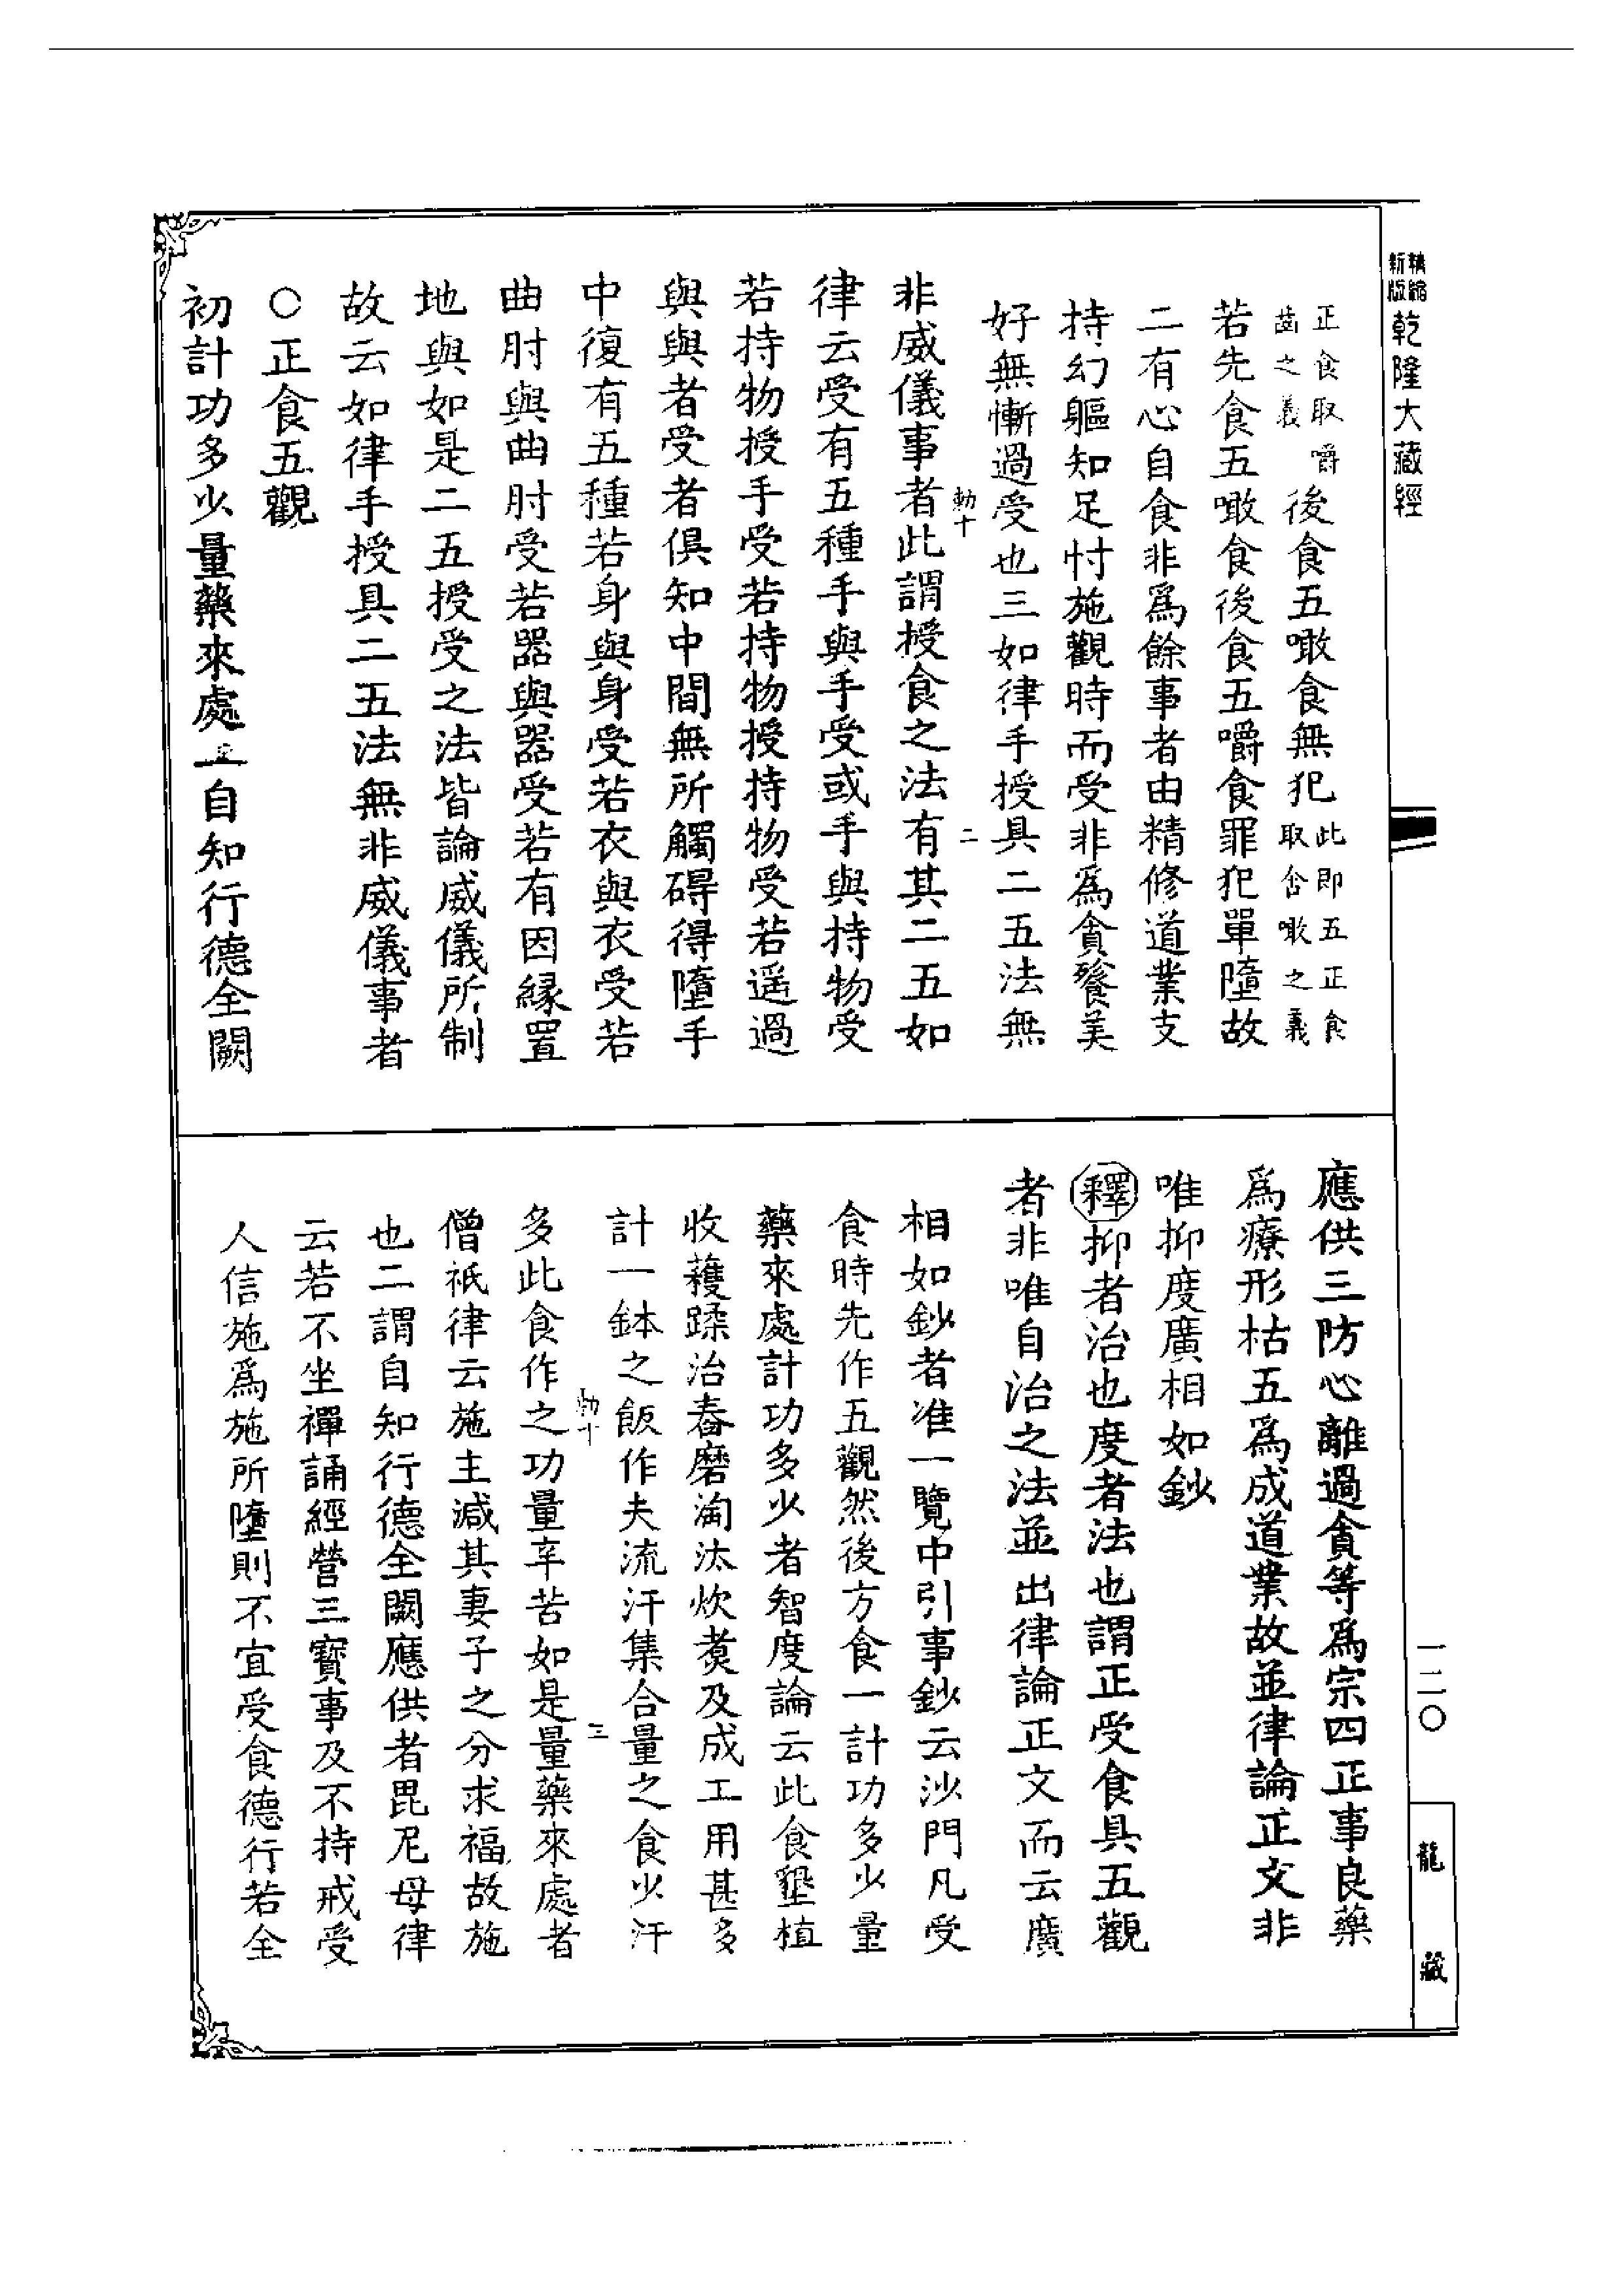 精縮
新版
乾隆大藏經
正食取嚼
齒之義
後食五噉食無犯
此即五正食
取含噉之義
若先食五噉食後食五嚼食罪犯單墮故
二有心自食非爲餘事者由精修道業支
持幻軀知足忖施觀時而受非爲貪餮美
好無慚過受也三如律手授具二五法無
勅十
二
非威儀事者此謂授食之法有其二五如
律云受有五種手與手受或手與持物受
若持物授手受若持物授持物受若遥過
與與者受者俱知中間無所觸碍得墮手
中復有五種若身與身受若衣與衣受若
曲肘與曲肘受若器與器受若有因緣置
地與如是二五授受之法皆論威儀所制
故云如律手授具二五法無非威儀事者
○正食五觀
初計功多少量藥來處二自知行德全闕
應供三防心離過貪等爲宗四正事良藥
爲療形枯五爲成道業故並律論正文非
唯抑度廣相如鈔
釋抑者治也度者法也謂正受食具五觀
者非唯自治之法並出律論正文而云廣
相如鈔者准一覽中引事鈔云沙門凡受
食時先作五觀然後方食一計功多少量
藥來處計功多少者智度論云此食墾植
收穫蹂治舂磨淘汰炊煑及成工用甚多
計一鉢之飯作夫流汗集合量之食少汗
勅十
三
多此食作之功量辛苦如是量藥來處者
僧祇律云施主減其妻子之分求福故施
也二謂自知行德全闕應供者毘尼母律
云若不坐禪誦經營三寶事及不持戒受
人信施爲施所墮則不宜受食德行若全
一二〇
龍藏